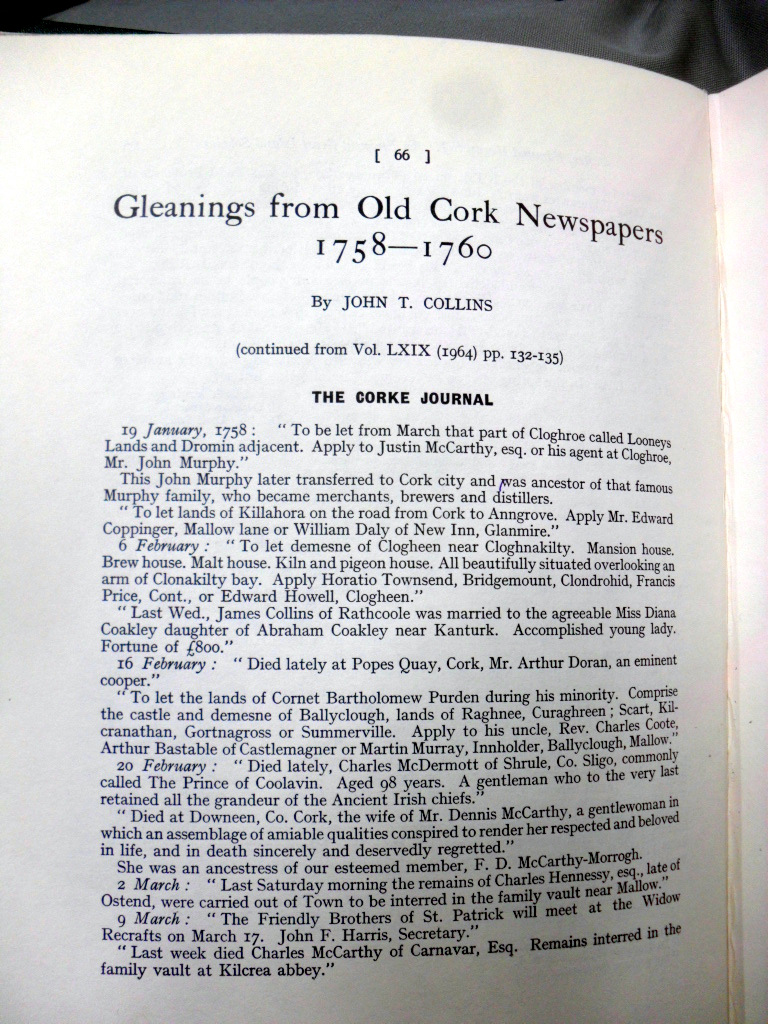 [ 66 ]
Gleanings from Old Cork Newspapers
1758—1760
By JOHN T. COLLINS
(continued from Vol. LXIX (1964) pp. 132-135)
THE CORKE JOURNAL
19 January, 1758 : " To be let from March that part of Cloghroe called Looneys
Lands and Dromin adjacent. Apply to Justin McCarthy, esq. or his agent at Cloghroe,
Mr. John Murphy."
This John Murphy later transferred to Cork city and was ancestor of that famous
Murphy family, who became merchants, brewers and distillers.
" To let lands of Killahora on the road from Cork to Anngrove. Apply Mr. Edward
Coppinger, Mallow lane or William Daly of New Inn, Glanmire."
6 February : " To let demesne of Clogheen near Cloghnakilty. Mansion house.
Brew house. Malt house. Kiln and pigeon house. All beautifully situated overlooking an
arm of Clonakilty bay. Apply Horatio Townsend, Bridgemount, Clondrohid, Francis
Price, Cont., or Edward Howell, Clogheen."
" Last Wed., James Collins of Rathcoole was married to the agreeable Miss Diana
Coakley daughter of Abraham Coakley near Kanturk. Accomplished young lady.
Fortune of £800."
16 February : " Died lately at Popes Quay, Cork, Mr. Arthur Doran, an eminent
cooper."
" To let the lands of Cornet Bartholomew Purden during his minority. Comprise
the castle and demesne of Ballyclough, lands of Raghnee, Curaghreen ; Scart, Kil-
cranathan, Gortnagross or Summerville. Apply to his uncle, Rev. Charles Coote,
Arthur Bastable of Castlemagner or Martin Murray, Innholder, Ballyclough, Mallow."
20 February : " Died lately, Charles McDermott of Shrule, Co. Sligo, commonly
called The Prince of Coolavin. Aged 98 years. A gentleman who to the very last
retained all the grandeur of the Ancient Irish chiefs."
" Died at Downeen, Co. Cork, the wife of Mr. Dennis McCarthy, a gentlewoman in
which an assemblage of amiable qualities conspired to render her respected and beloved
in life, and in death sincerely and deservedly regretted."
She was an ancestress of our esteemed member, F. D. McCarthy-Morrogh.
2 March : " Last Saturday morning the remains of Charles Hennessy, esq., late of
Ostend, were carried out of Town to be interred in the family vault near Mallow."
9 March : " The Friendly Brothers of St. Patrick will meet at the Widow
Recrafts on March 17. John F. Harris, Secretary."
" Last week died Charles McCarthy of Carnavar, Esq. Remains interred in the
family vault at Kilcrea abbey."